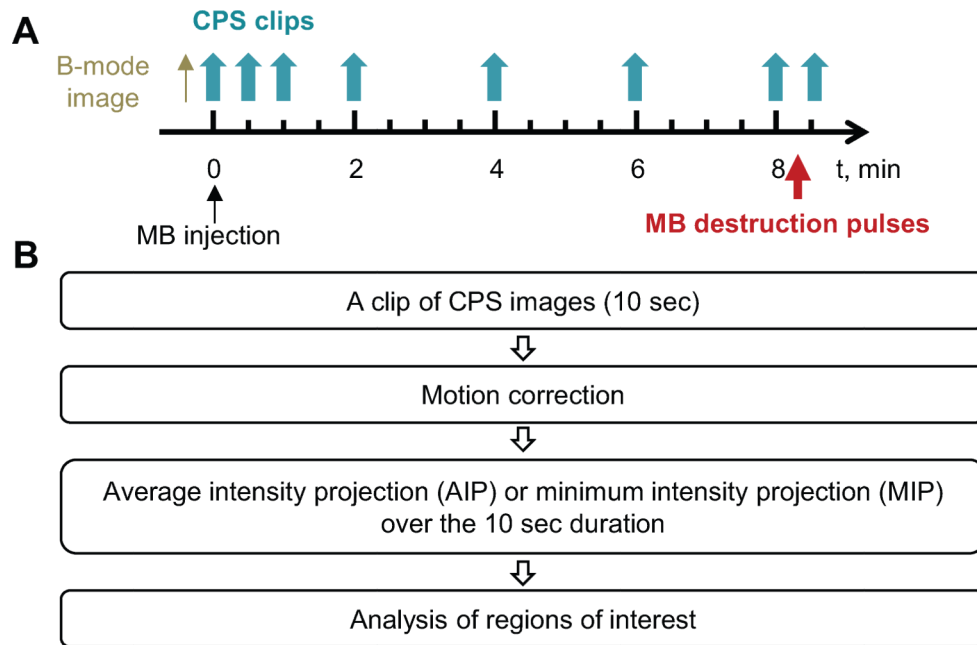 A
CPS clips
B-mode
image
0
2
4
6
8
t, min
MB injection
MB destruction pulses
B
A clip of CPS images (10 sec)
Motion correction
Average intensity projection (AIP) or minimum intensity projection (MIP)
over the 10 sec duration
Analysis of regions of interest